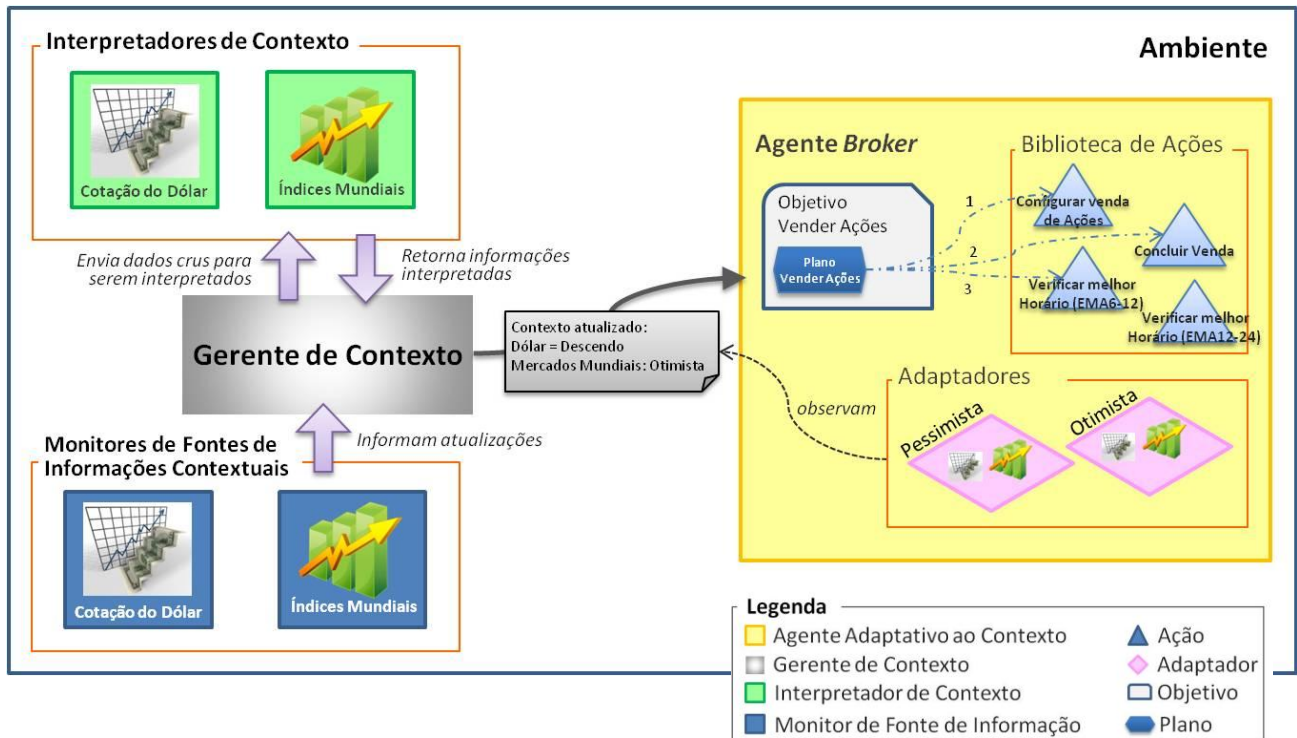 Ambiente
Interpretadores de Contexto
Cotação do Dólar
Índices Mundiais
Envia dados crus para
serem interpretados
Retorna informações
interpretadas
Gerente de Contexto
Contexto atualizado:
Dólar = Descendo
Mercados Mundiais: Otimista
Informam atualizações
Monitores de Fontes de
Informações Contextuais
Cotação do Dólar
Índices Mundiais
Agente Broker
Objetivo
Vender Ações
Plano
Vender Ações
1
2
3
Biblioteca de Ações
Configurar venda
de Ações
Concluir Venda
Verificar melhor
Horário (EMA6-12)
Verificar melhor
Horário (EMA12-24)
observam
Adaptadores
Pessimista
Otimista
Legenda
Agente Adaptativo ao Contexto
Gerente de Contexto
Interpretador de Contexto
Monitor de Fonte de Informação
Ação
Adaptador
Objetivo
Plano